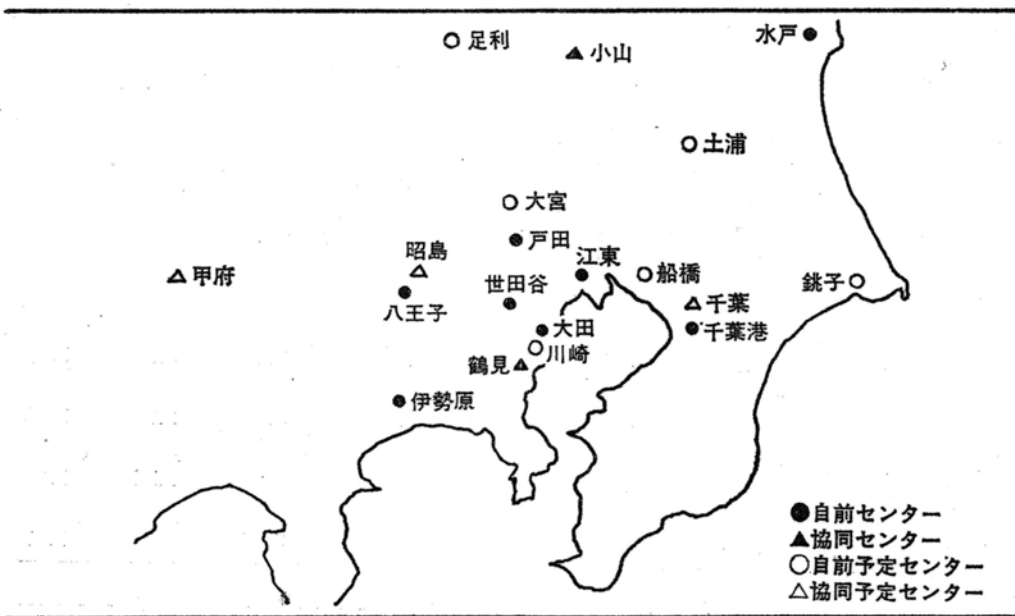 足利
小山
水戸
土浦
大宮
戸田
昭島
江東
船橋
甲府
世田谷
銚子
八王子
千葉
大田
千葉港
川崎
鶴見
伊勢原
●自前センター
▲協同センター
○自前予定センター
△協同予定センター